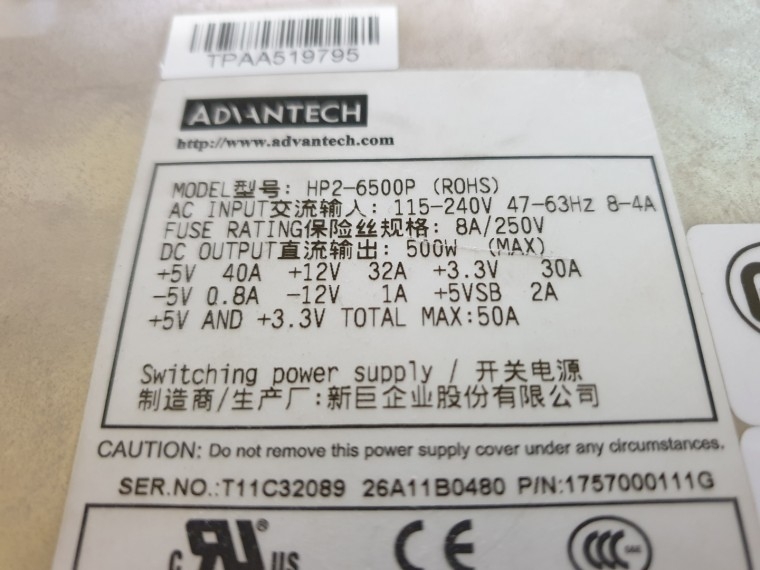 TPAA519795
ADVANTECH
http://www.advantech.com
MODEL型号: HP2-6500P (ROHS)
AC INPUT交流输入: 115-240V 47-63Hz 8-4A
FUSE RATING保险丝规格: 8A/250V
DC OUTPUT直流输出: 500W (MAX)
+5V 40A +12V 32A +3.3V 30A
-5V 0.8A -12V 1A +5VSB 2A
+5V AND +3.3V TOTAL MAX:50A
Switching power supply / 开关电源
制造商/生产厂:新巨企业股份有限公司
CAUTION: Do not remove this power supply cover under any circumstances.
SER.NO.:T11C32089 26A11B0480 P/N:1757000111G
c RU ® US CE CCC